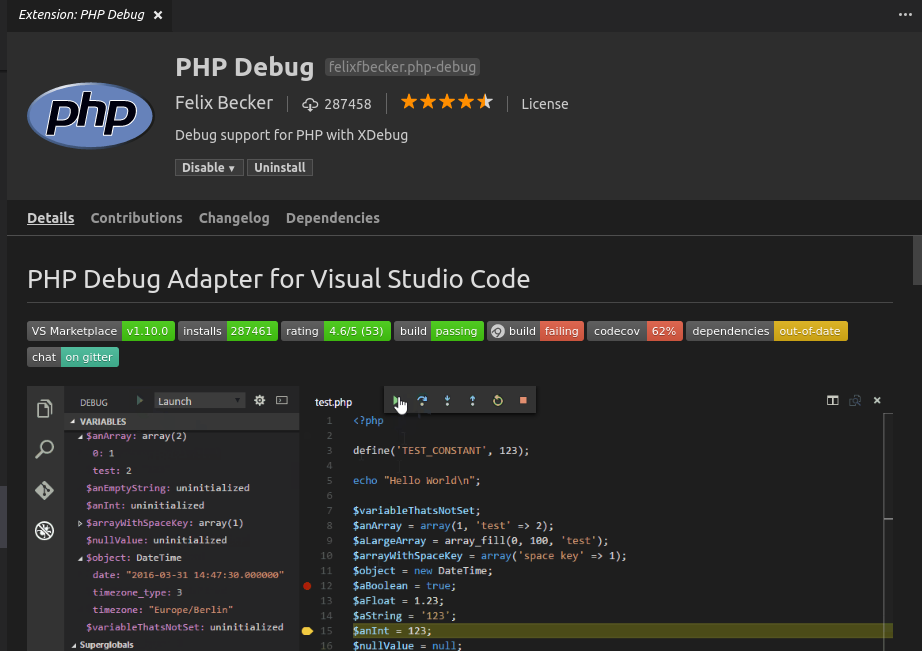 Extension: PHP Debug
php
PHP Debug felixfbecker.php-debug
Felix Becker 287458 License
Debug support for PHP with XDebug
Disable Uninstall
Details Contributions Changelog Dependencies
PHP Debug Adapter for Visual Studio Code
VS Marketplace v1.10.0 installs 287461 rating 4.6/5 (53) build passing build failing codecov 62% dependencies out-of-date
chat on gitter
DEBUG Launch
VARIABLES
$anArray: array(2)
0: 1
test: 2
$anEmptyString: uninitialized
$anInt: uninitialized
$arrayWithSpaceKey: array(1)
$nullValue: uninitialized
$object: DateTime
date: "2016-03-31 14:47:30.000000"
timezone_type: 3
timezone: "Europe/Berlin"
$variableThatsNotSet: uninitialized
Superglobals
test.php
1 <?php
2
3 define('TEST_CONSTANT', 123);
4
5 echo "Hello World\n";
6
7 $variableThatsNotSet;
8 $anArray = array(1, 'test' => 2);
9 $aLargeArray = array_fill(0, 100, 'test');
10 $arrayWithSpaceKey = array('space key' => 1);
11 $object = new DateTime;
12 $aBoolean = true;
13 $aFloat = 1.23;
14 $aString = '123';
15 $anInt = 123;
16 $nullValue = null;